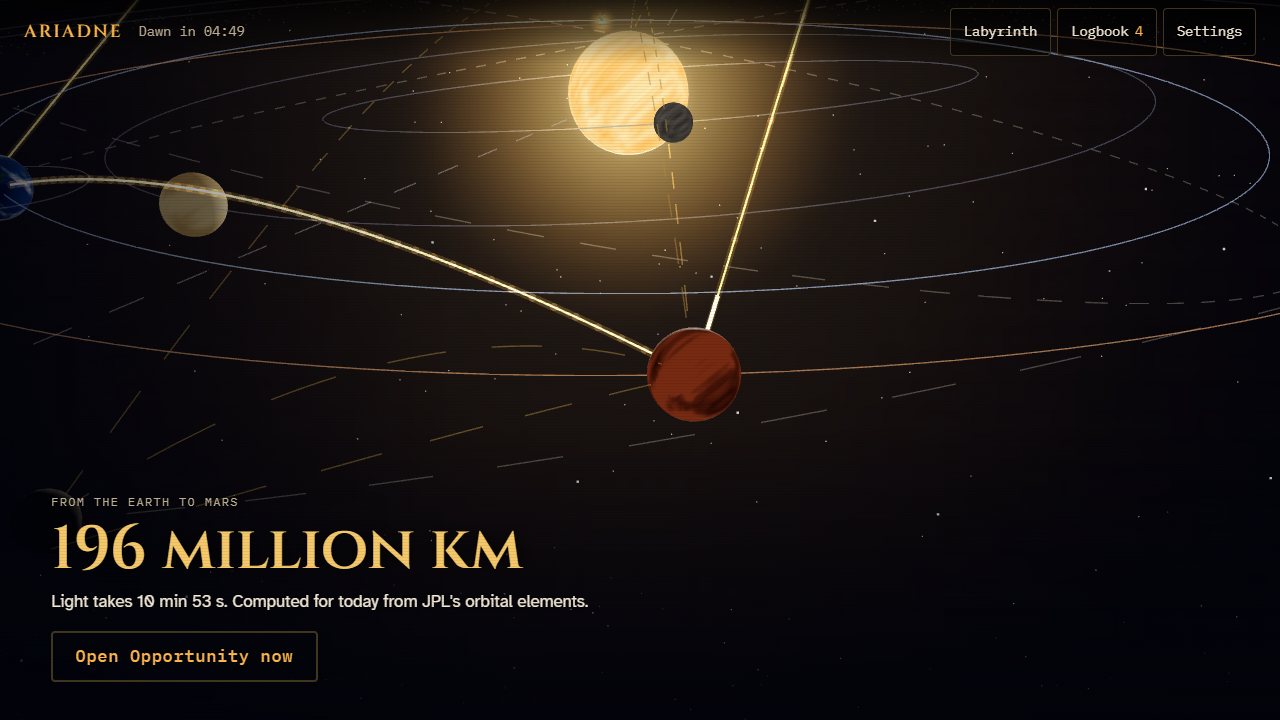 ARIADNE Dawn in 04:49 Labyrinth Logbook 4 Settings
FROM THE EARTH TO MARS
196 MILLION KM
Light takes 10 min 53 s. Computed for today from JPL's orbital elements.
Open Opportunity now